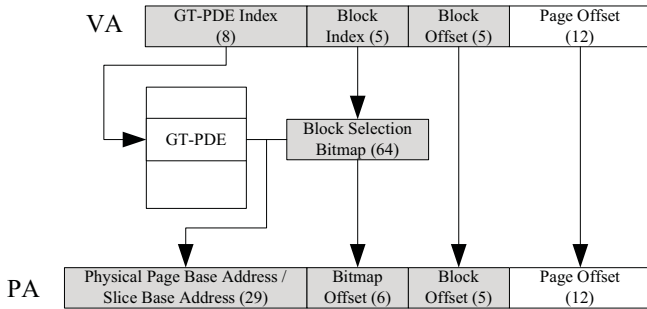 VA
GT-PDE Index
(8)
Block
Index (5)
Block
Offset (5)
Page Offset
(12)
GT-PDE
Block Selection
Bitmap (64)
PA
Physical Page Base Address /
Slice Base Address (29)
Bitmap
Offset (6)
Block
Offset (5)
Page Offset
(12)